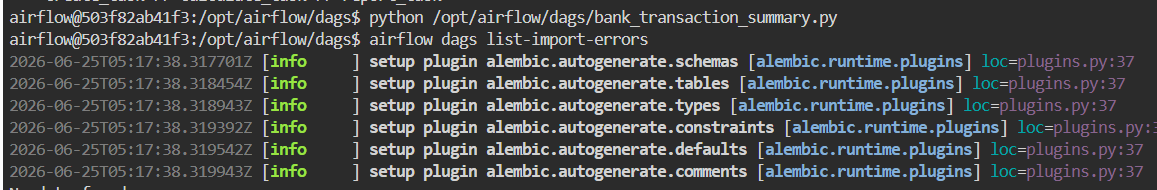 airflow@503f82ab41f3:/opt/airflow/dags$ python /opt/airflow/dags/bank_transaction_summary.py
airflow@503f82ab41f3:/opt/airflow/dags$ airflow dags list-import-errors
2026-06-25T05:17:38.317701Z [info     ] setup plugin alembic.autogenerate.schemas [alembic.runtime.plugins] loc=plugins.py:37
2026-06-25T05:17:38.318454Z [info     ] setup plugin alembic.autogenerate.tables [alembic.runtime.plugins] loc=plugins.py:37
2026-06-25T05:17:38.318943Z [info     ] setup plugin alembic.autogenerate.types [alembic.runtime.plugins] loc=plugins.py:37
2026-06-25T05:17:38.319392Z [info     ] setup plugin alembic.autogenerate.constraints [alembic.runtime.plugins] loc=plugins.py:3
2026-06-25T05:17:38.319542Z [info     ] setup plugin alembic.autogenerate.defaults [alembic.runtime.plugins] loc=plugins.py:37
2026-06-25T05:17:38.319943Z [info     ] setup plugin alembic.autogenerate.comments [alembic.runtime.plugins] loc=plugins.py:37